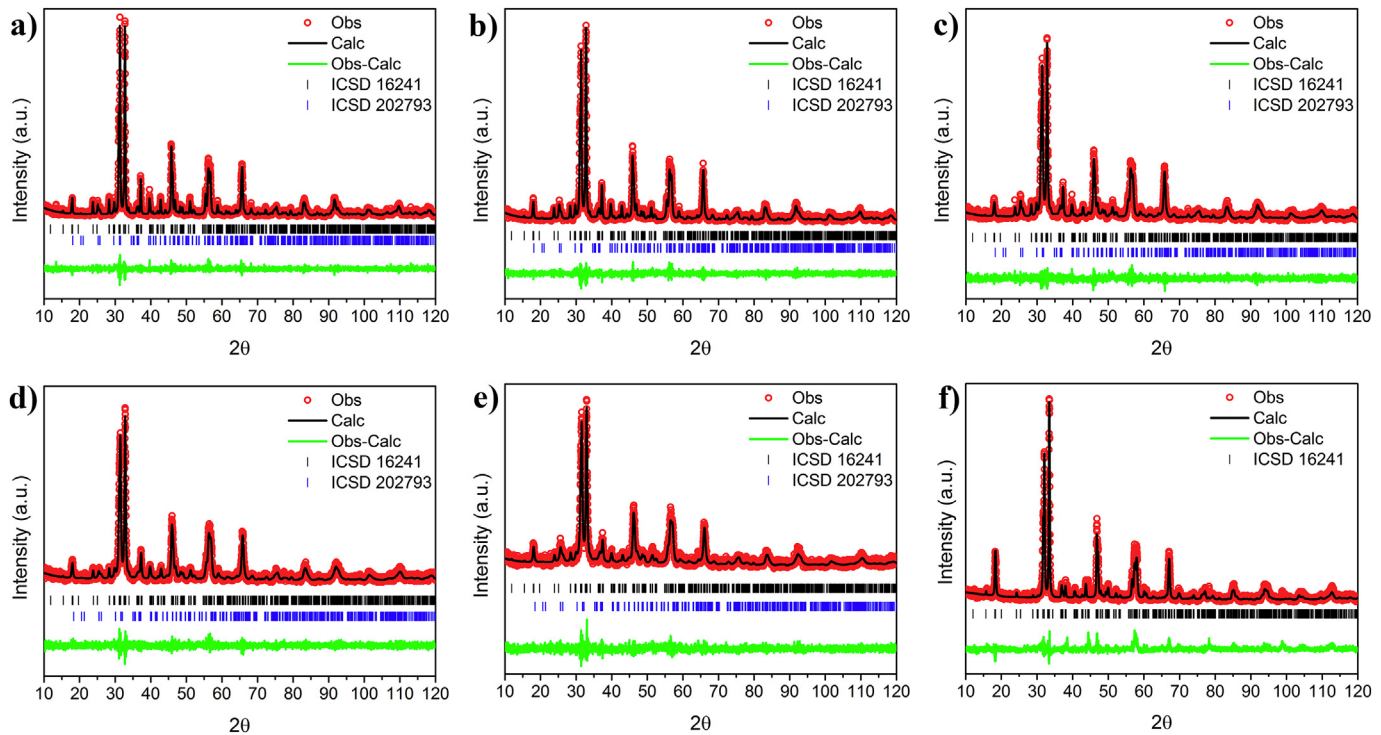 a)
Obs
Calc
Obs-Calc
ICSD 16241
ICSD 202793
Intensity (a.u.)
10 20 30 40 50 60 70 80 90 100 110 120
2θ
b)
Obs
Calc
Obs-Calc
ICSD 16241
ICSD 202793
Intensity (a.u.)
10 20 30 40 50 60 70 80 90 100 110 120
2θ
c)
Obs
Calc
Obs-Calc
ICSD 16241
ICSD 202793
Intensity (a.u.)
10 20 30 40 50 60 70 80 90 100 110 120
2θ
d)
Obs
Calc
Obs-Calc
ICSD 16241
ICSD 202793
Intensity (a.u.)
10 20 30 40 50 60 70 80 90 100 110 120
2θ
e)
Obs
Calc
Obs-Calc
ICSD 16241
ICSD 202793
Intensity (a.u.)
10 20 30 40 50 60 70 80 90 100 110 120
2θ
f)
Obs
Calc
Obs-Calc
ICSD 16241
Intensity (a.u.)
10 20 30 40 50 60 70 80 90 100 110 120
2θ